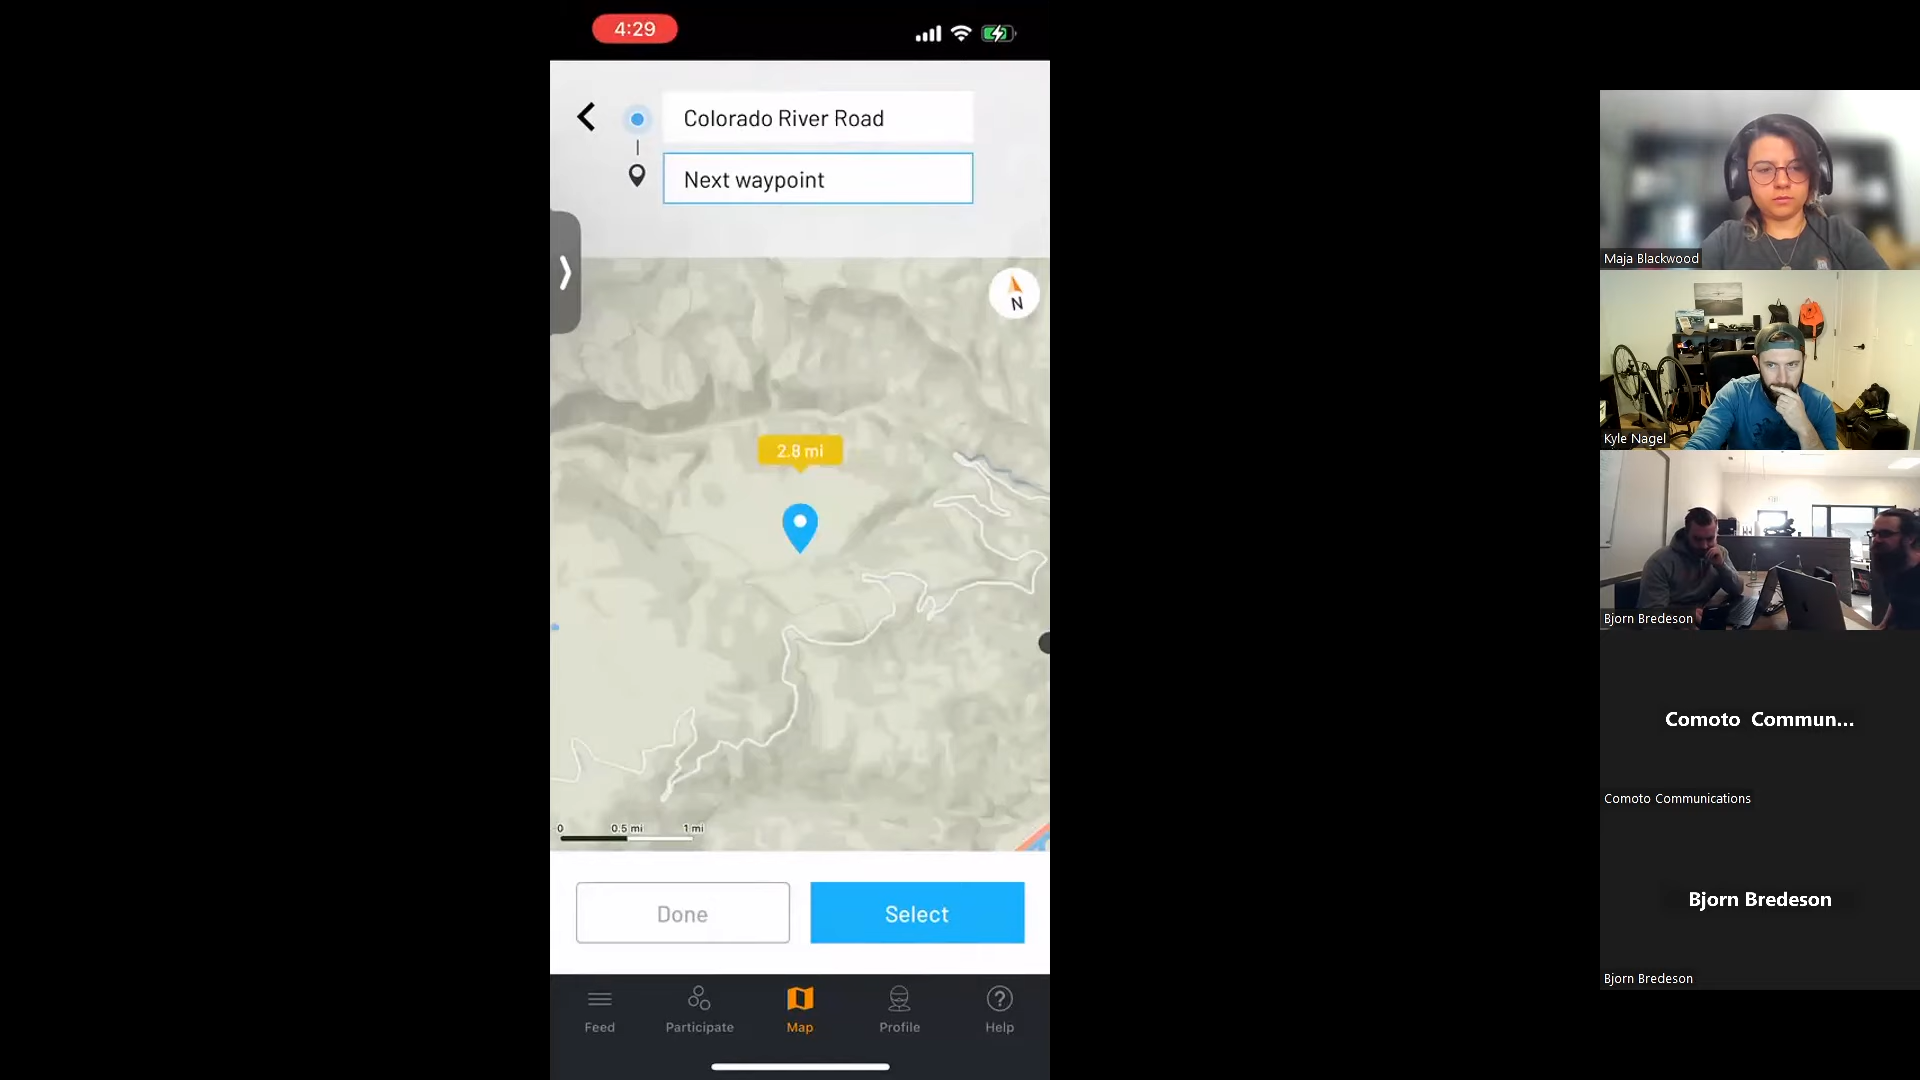 4:29
Colorado River Road
Next waypoint
N
2.8 mi
0 0.5 mi 1 mi
Done
Select
Feed
Participate
Map
Profile
Help
Maja Blackwood
Kyle Nagel
Bjorn Bredeson
Comoto Commun...
Comoto Communications
Bjorn Bredeson
Bjorn Bredeson